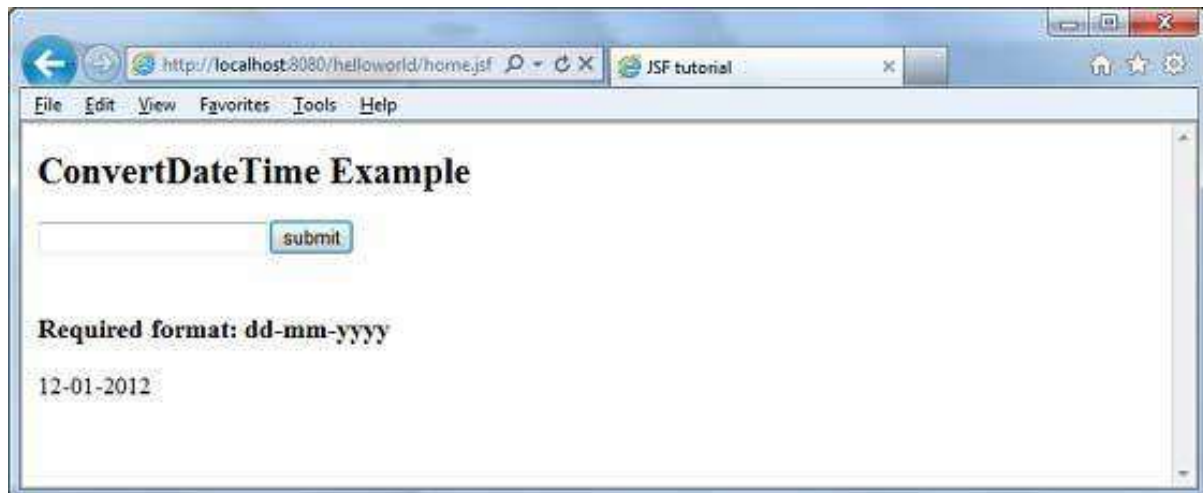 http://localhost:8080/helloworld/home.jsf
JSF tutorial
File Edit View Favorites Tools Help
ConvertDateTime Example
submit
Required format: dd-mm-yyyy
12-01-2012